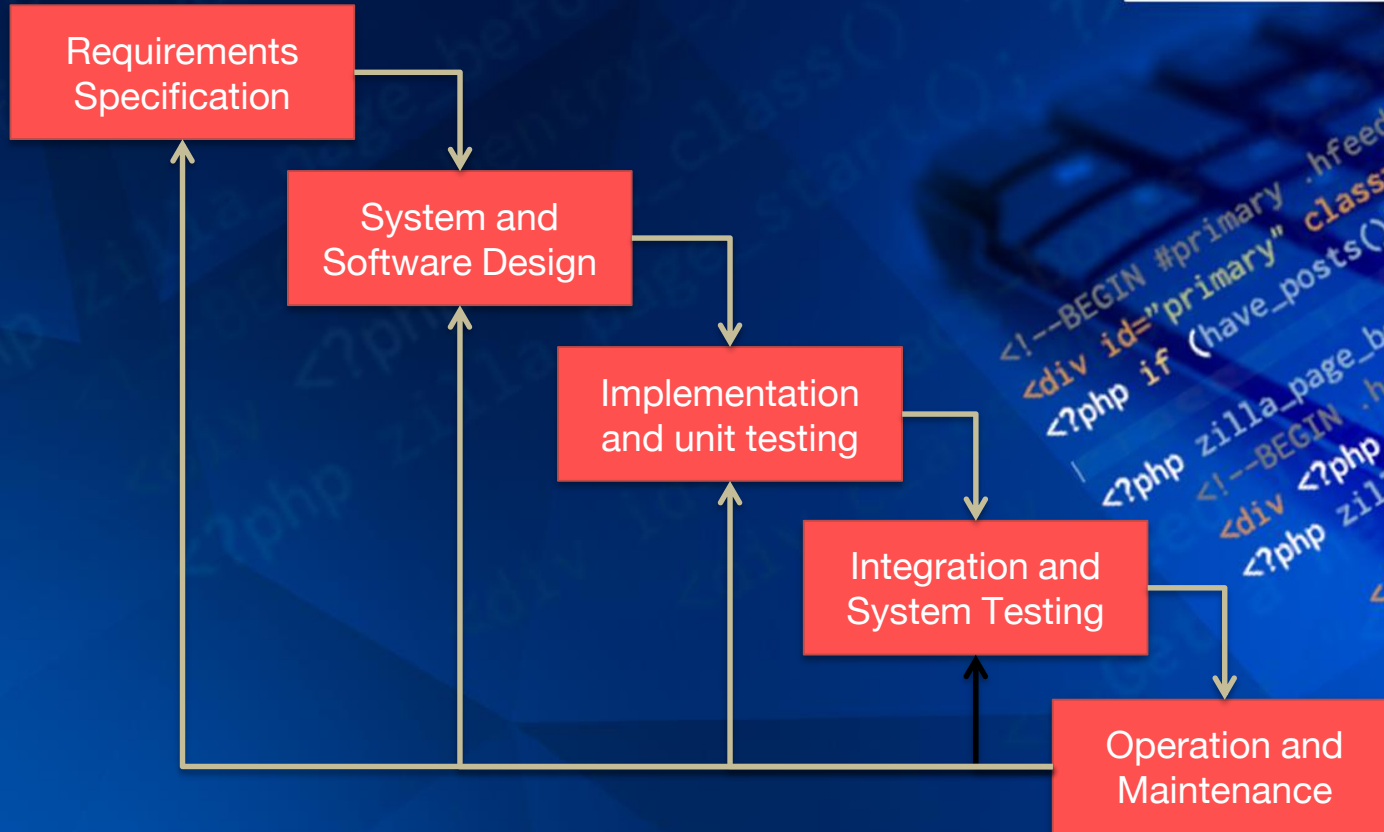 Requirements
Specification
System and
Software Design
Implementation
and unit testing
Integration and
System Testing
Operation and
Maintenance
<!--BEGIN #primary .hfeed
<div id="primary" class
<?php if (have_posts()
<?php zilla_page_b
<!--BEGIN .h
<div <?php
<?php zil